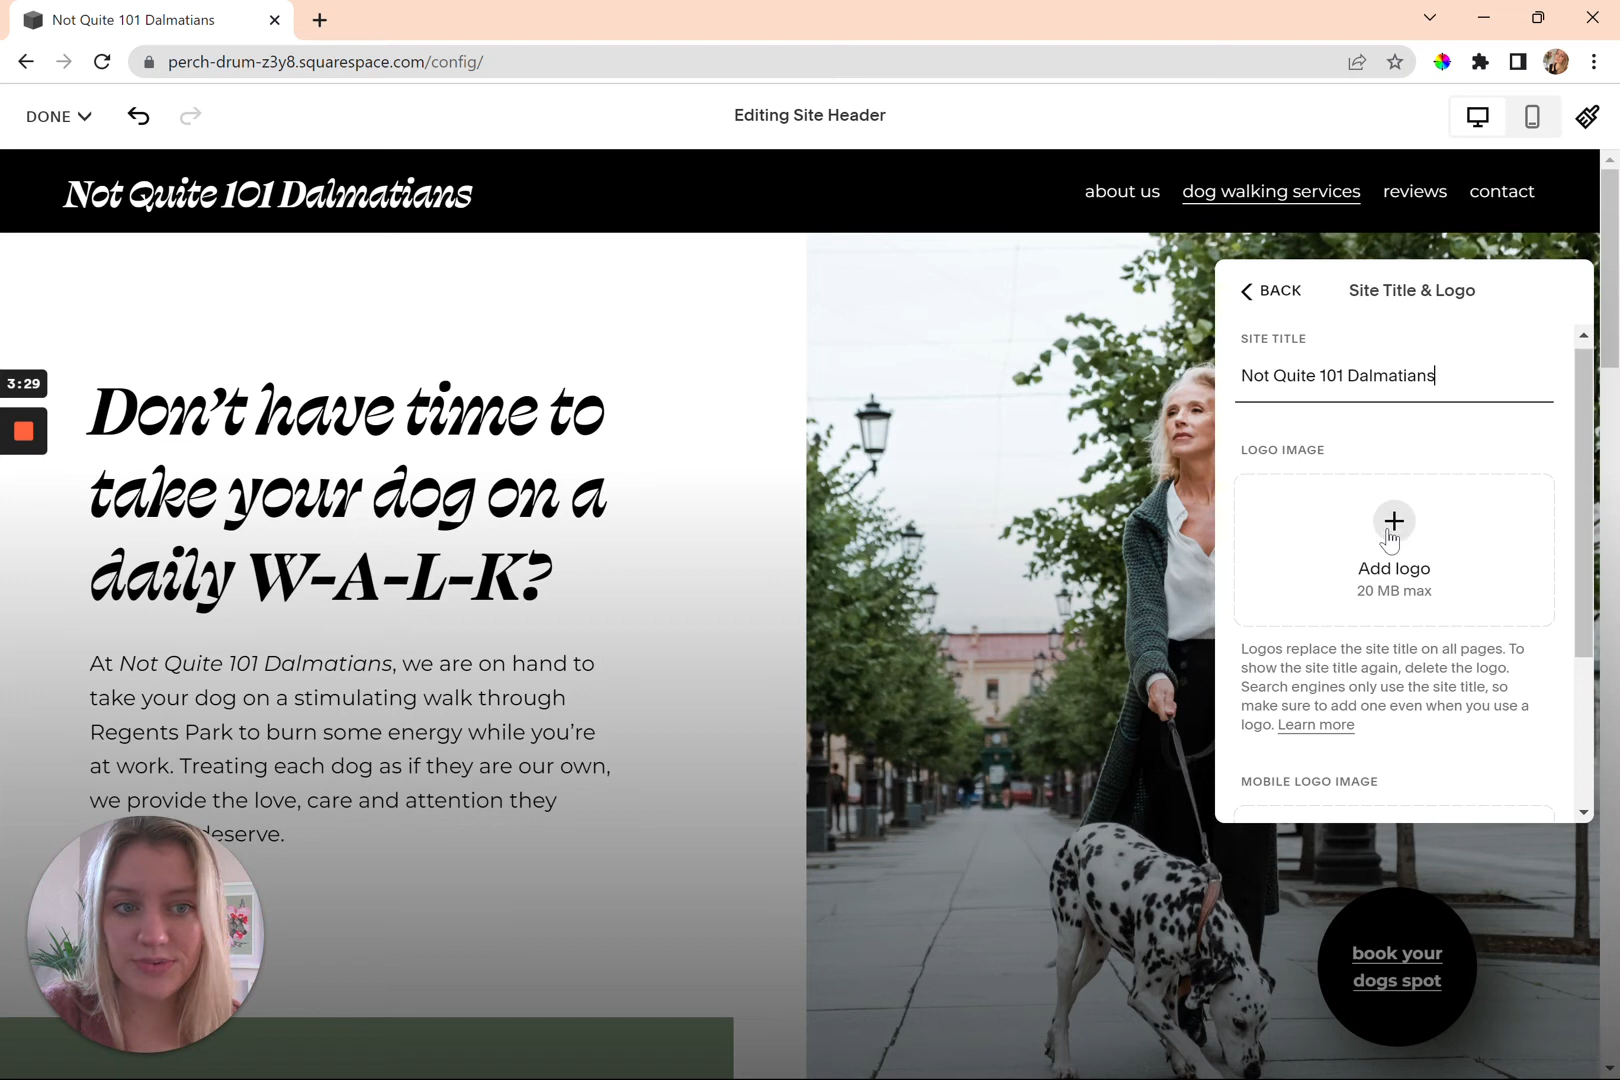 Not Quite 101 Dalmatians
perch-drum-z3y8.squarespace.com/config/
DONE
Editing Site Header
Not Quite 101 Dalmatians
about us
dog walking services
reviews
contact
3:29
Don't have time to
take your dog on a
daily W-A-L-K?
At Not Quite 101 Dalmatians, we are on hand to
take your dog on a stimulating walk through
Regents Park to burn some energy while you're
at work. Treating each dog as if they are our own,
we provide the love, care and attention they
deserve.
BACK
Site Title & Logo
SITE TITLE
Not Quite 101 Dalmatians
LOGO IMAGE
Add logo
20 MB max
Logos replace the site title on all pages. To
show the site title again, delete the logo.
Search engines only use the site title, so
make sure to add one even when you use a
logo. Learn more
MOBILE LOGO IMAGE
book your
dogs spot